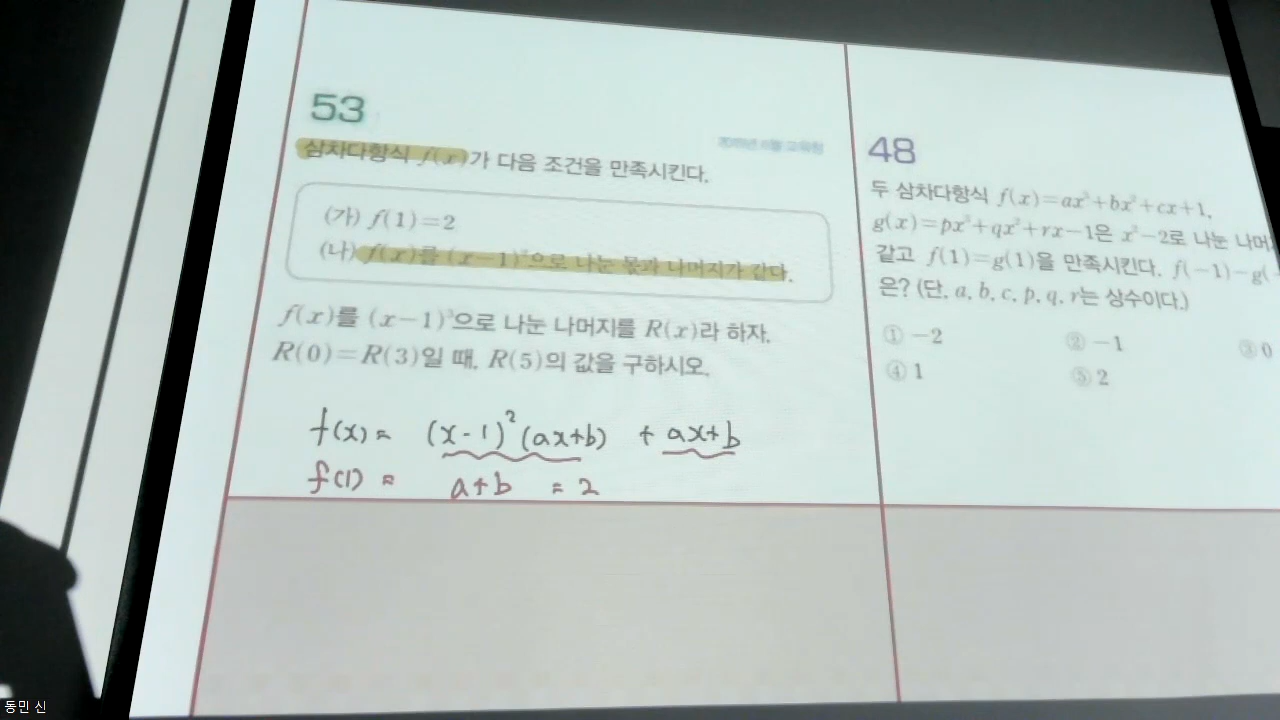 53
삼차다항식 f(x)가 다음 조건을 만족시킨다.
(가) f(1)=2
(나) f(x)를 (x-1)²으로 나눈 몫과 나머지가 같다.
f(x)를 (x-1)³으로 나눈 나머지를 R(x)라 하자.
R(0)=R(3)일 때, R(5)의 값을 구하시오.
f(x)= (x-1)²(ax+b) + ax+b
f(1)= a+b =2
48
두 삼차다항식 f(x)=ax³+bx²+cx+1,
g(x)=px³+qx²+rx-1은 x²-2로 나눈 나머
같고 f(1)=g(1)을 만족시킨다. f(-1)-g(-
은? (단, a, b, c, p, q, r는 상수이다.)
① -2 ② -1 ③ 0
④ 1 ⑤ 2
동민 신